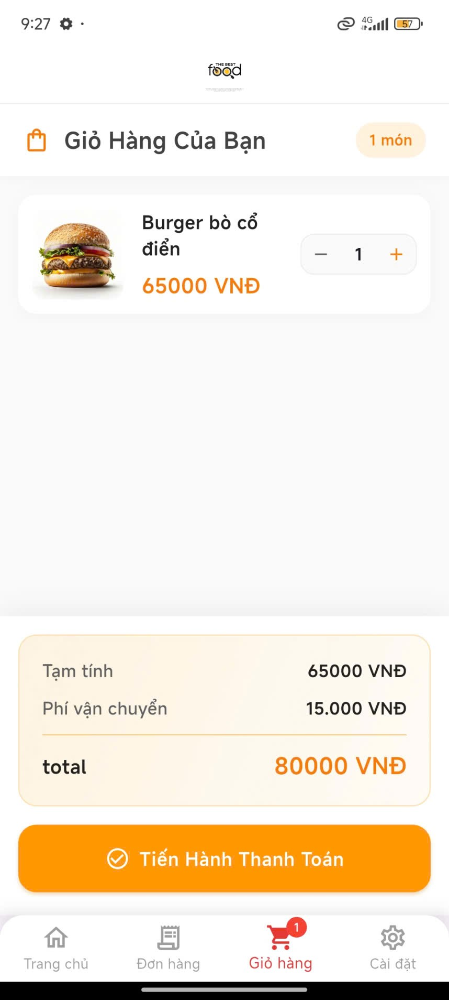 9:27
4G
57
THE BEST
food
Giỏ Hàng Của Bạn
1 món
Burger bò cổ
điển
65000 VNĐ
1
Tạm tính
65000 VNĐ
Phí vận chuyển
15.000 VNĐ
total
80000 VNĐ
Tiến Hành Thanh Toán
1
Trang chủ
Đơn hàng
Giỏ hàng
Cài đặt